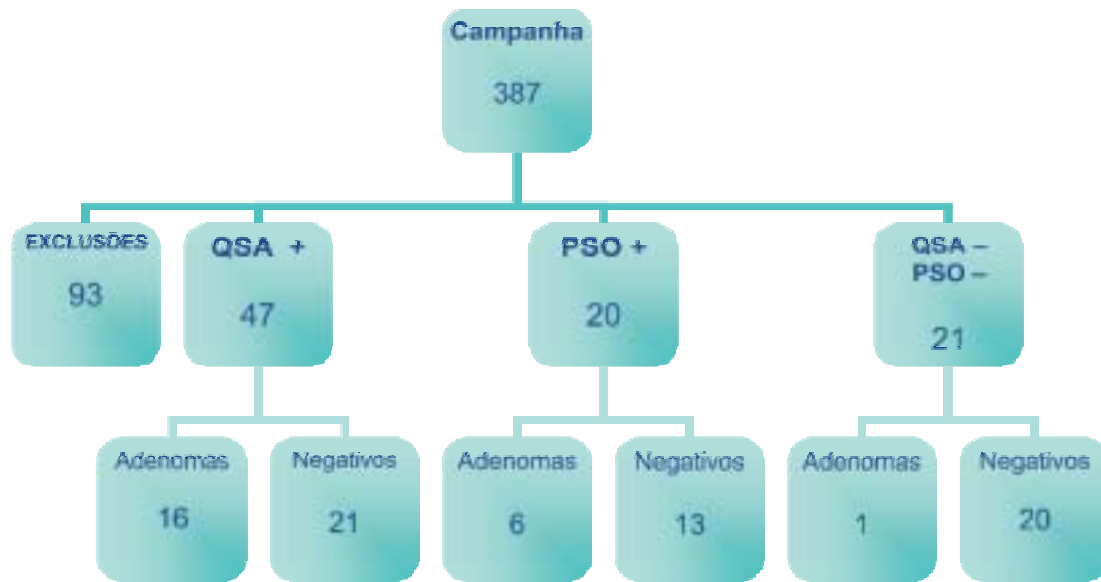 Campanha
387
EXCLUSÕES
93
QSA +
47
PSO +
20
QSA –
PSO –
21
Adenomas
16
Negativos
21
Adenomas
6
Negativos
13
Adenomas
1
Negativos
20